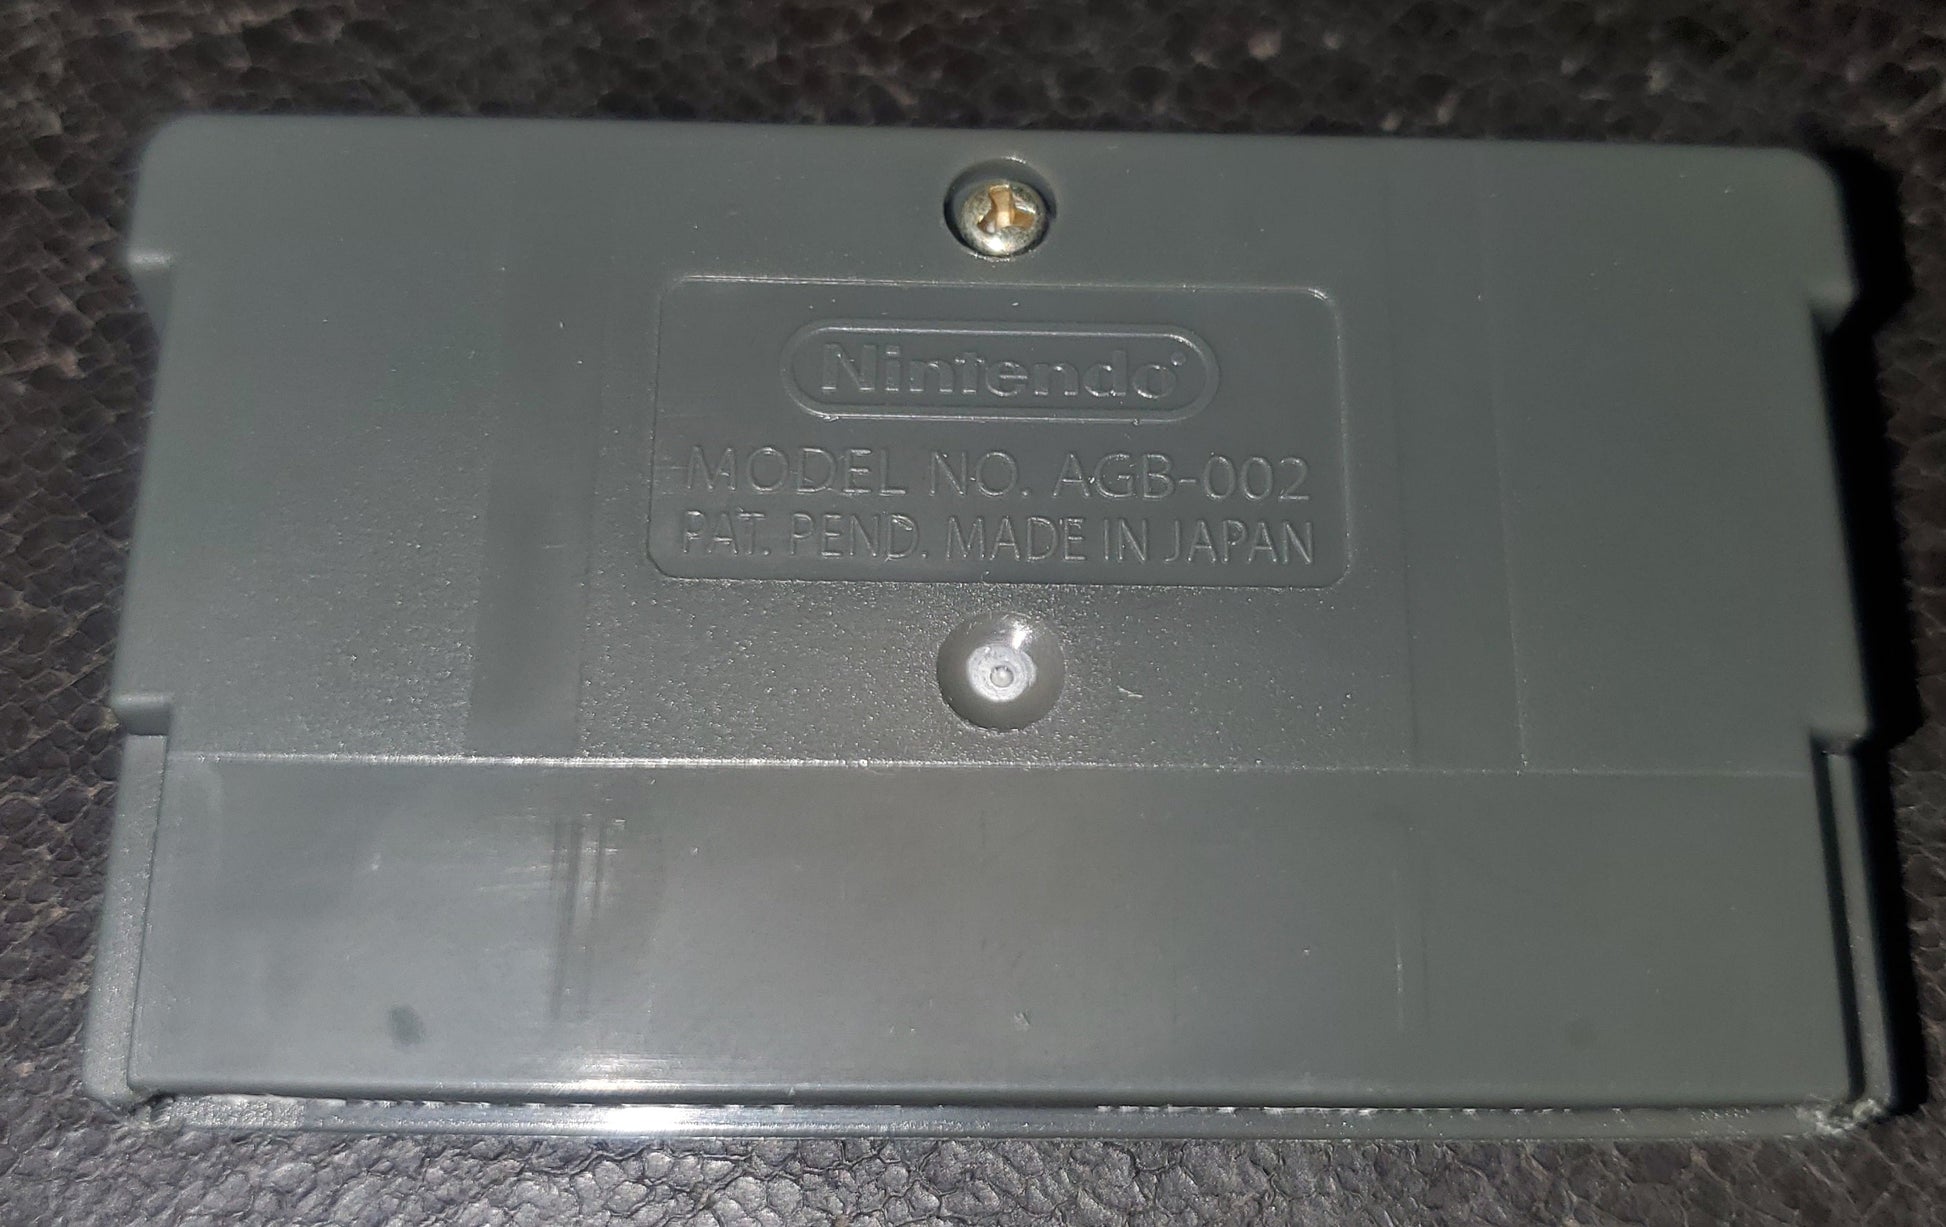 Nintendo®
MODEL NO. AGB-002
PAT. PEND. MADE IN JAPAN